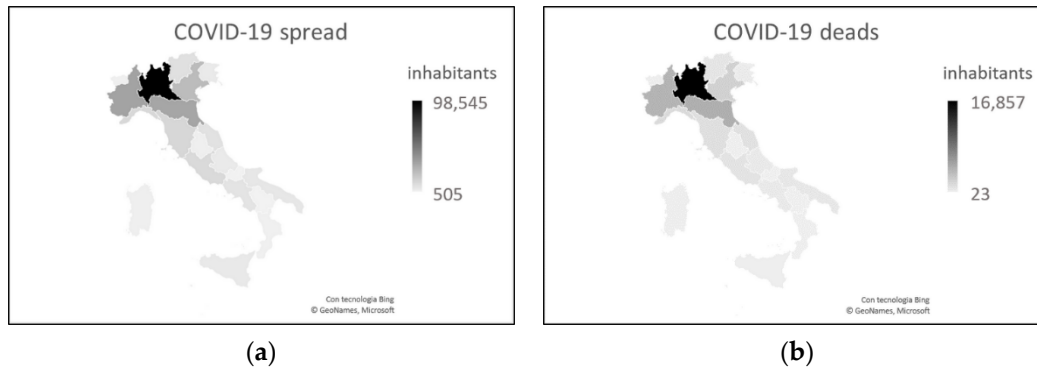 COVID-19 spread
inhabitants
98,545
505
Con tecnologia Bing
© GeoNames, Microsoft
(a)
COVID-19 deads
inhabitants
16,857
23
Con tecnologia Bing
© GeoNames, Microsoft
(b)